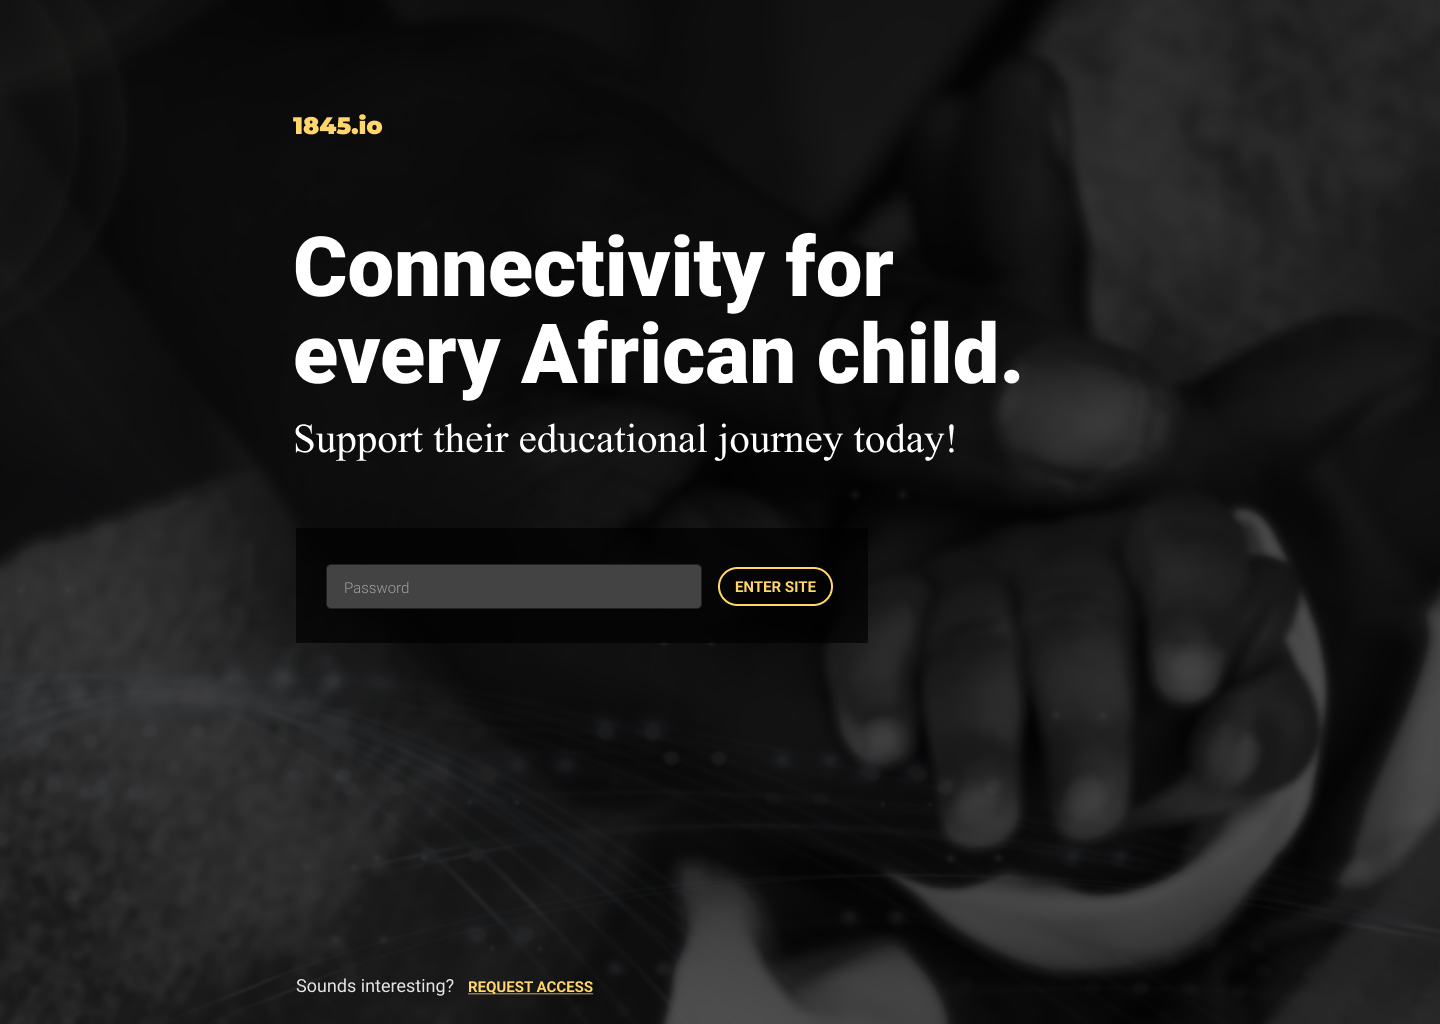 1845.io
Connectivity for
every African child.
Support their educational journey today!
Password
ENTER SITE
Sounds interesting? REQUEST ACCESS